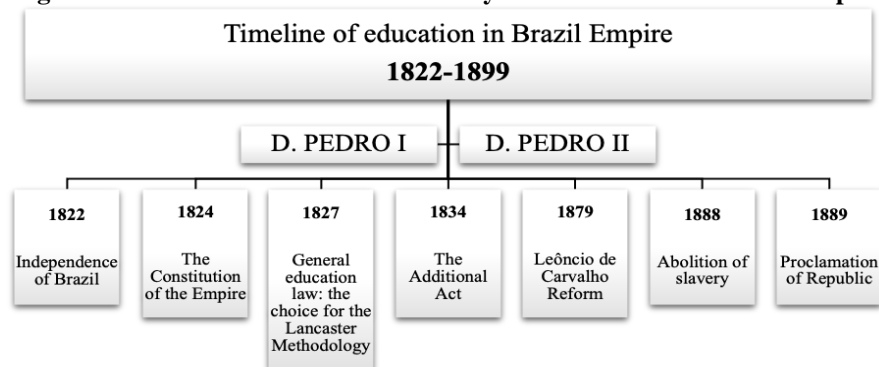 Timeline of education in Brazil Empire
1822-1899
D. PEDRO I
D. PEDRO II
1822
Independence
of Brazil
1824
The
Constitution
of the Empire
1827
General
education
law: the
choice for the
Lancaster
Methodology
1834
The
Additional
Act
1879
Leôncio de
Carvalho
Reform
1888
Abolition of
slavery
1889
Proclamation
of Republic